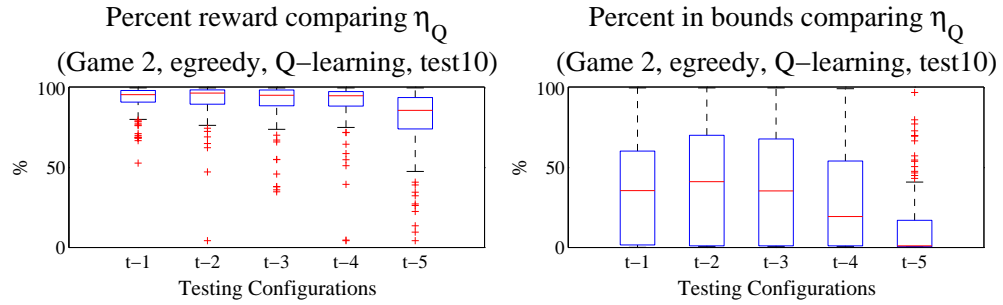 Percent reward comparing η_Q
(Game 2, egreedy, Q−learning, test10)
100
50
0
%
t−1 t−2 t−3 t−4 t−5
Testing Configurations
Percent in bounds comparing η_Q
(Game 2, egreedy, Q−learning, test10)
100
50
0
%
t−1 t−2 t−3 t−4 t−5
Testing Configurations